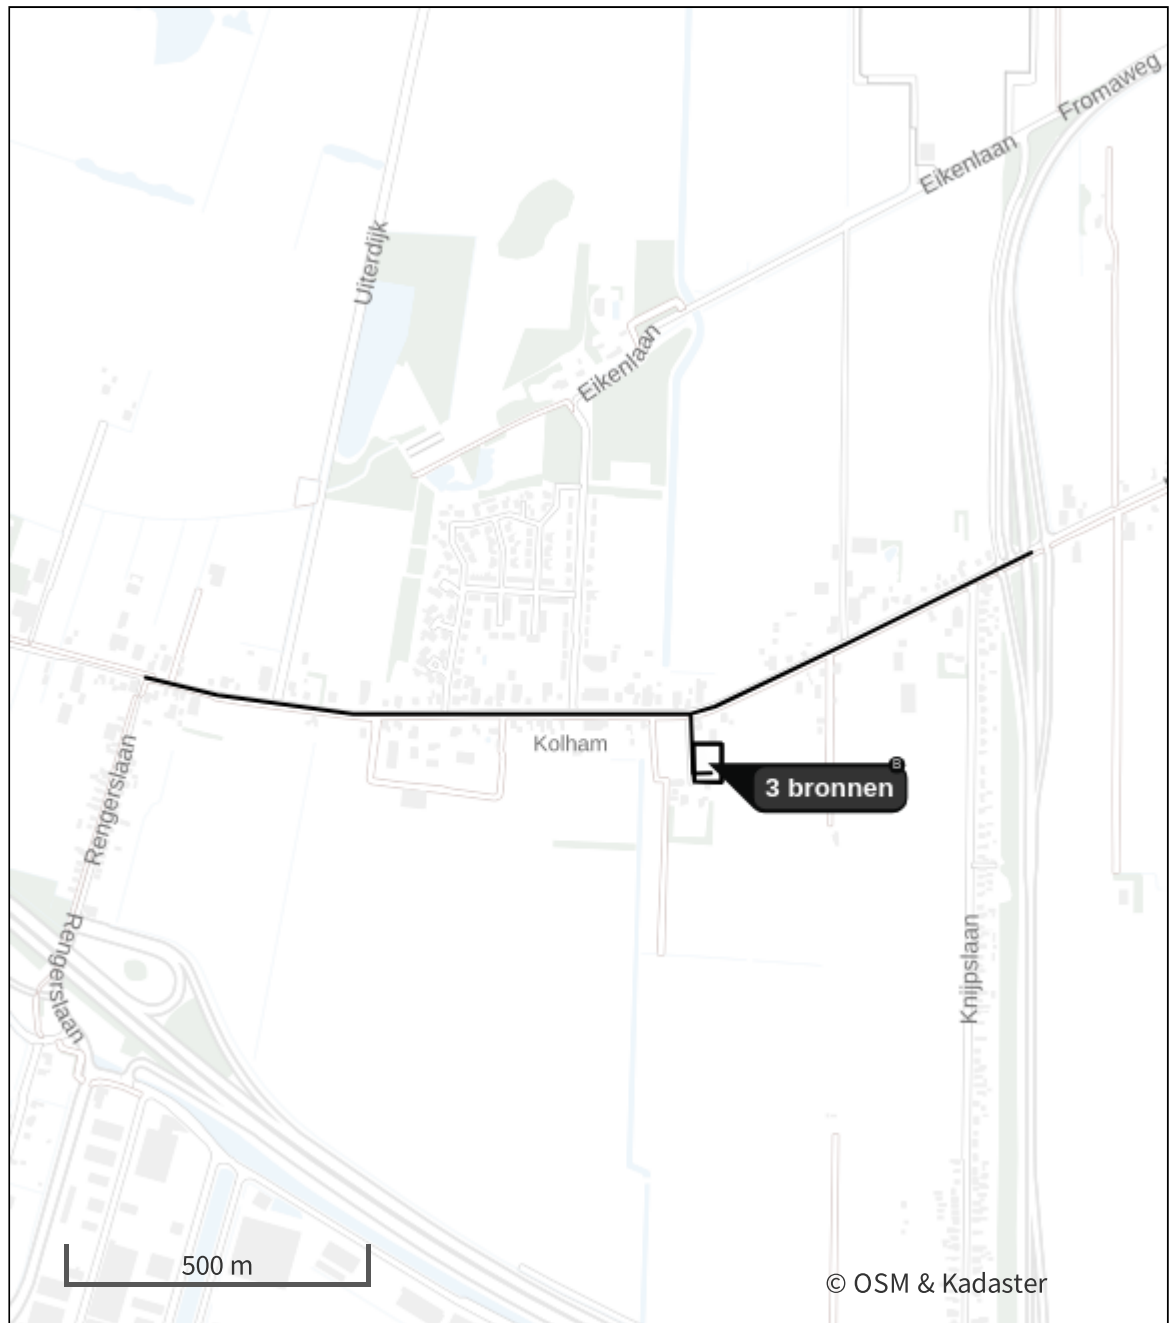 Fromaweg
Eikenlaan
Uiterdijk
Eikenlaan
Kolham
3 bronnen
B
Rengerslaan
Rengerslaan
Knijpslaan
500 m
© OSM & Kadaster